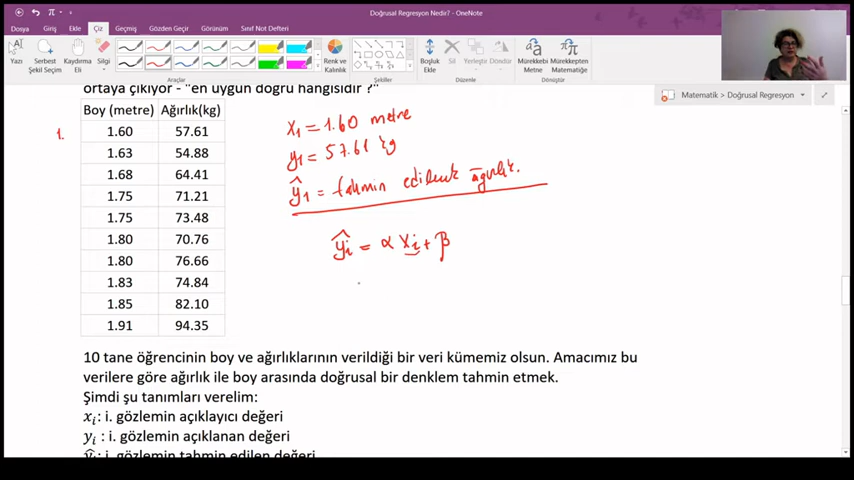 Doğrusal Regresyon Nedir? - OneNote
Dosya Giriş Ekle Çiz Geçmiş Gözden Geçir Görünüm Sınıf Not Defteri
Yazı Serbest Şekil Seçim Kaydırma Eli Silgi Renk ve Kalınlık Şekiller Boşluk Ekle Sil Yerleştir Döndür Mürekkebi Metne Mürekkepten Matematiğe
Araçlar
Matematik > Doğrusal Regresyon
ortaya çıkıyor - "en uygun doğru hangisidir ?"
Boy (metre) Ağırlık(kg)
1.60 57.61
1.63 54.88
1.68 64.41
1.75 71.21
1.75 73.48
1.80 70.76
1.80 76.66
1.83 74.84
1.85 82.10
1.91 94.35
1.
x1 = 1.60 metre
y1 = 57.61 kg
ŷ1 = tahmin edilecek ağırlık.
ŷi = α Xi + β
10 tane öğrencinin boy ve ağırlıklarının verildiği bir veri kümemiz olsun. Amacımız bu
verilere göre ağırlık ile boy arasında doğrusal bir denklem tahmin etmek.
Şimdi şu tanımları verelim:
xi: i. gözlemin açıklayıcı değeri
yi : i. gözlemin açıklanan değeri
ŷi : i. gözlemin tahmin edilen değeri